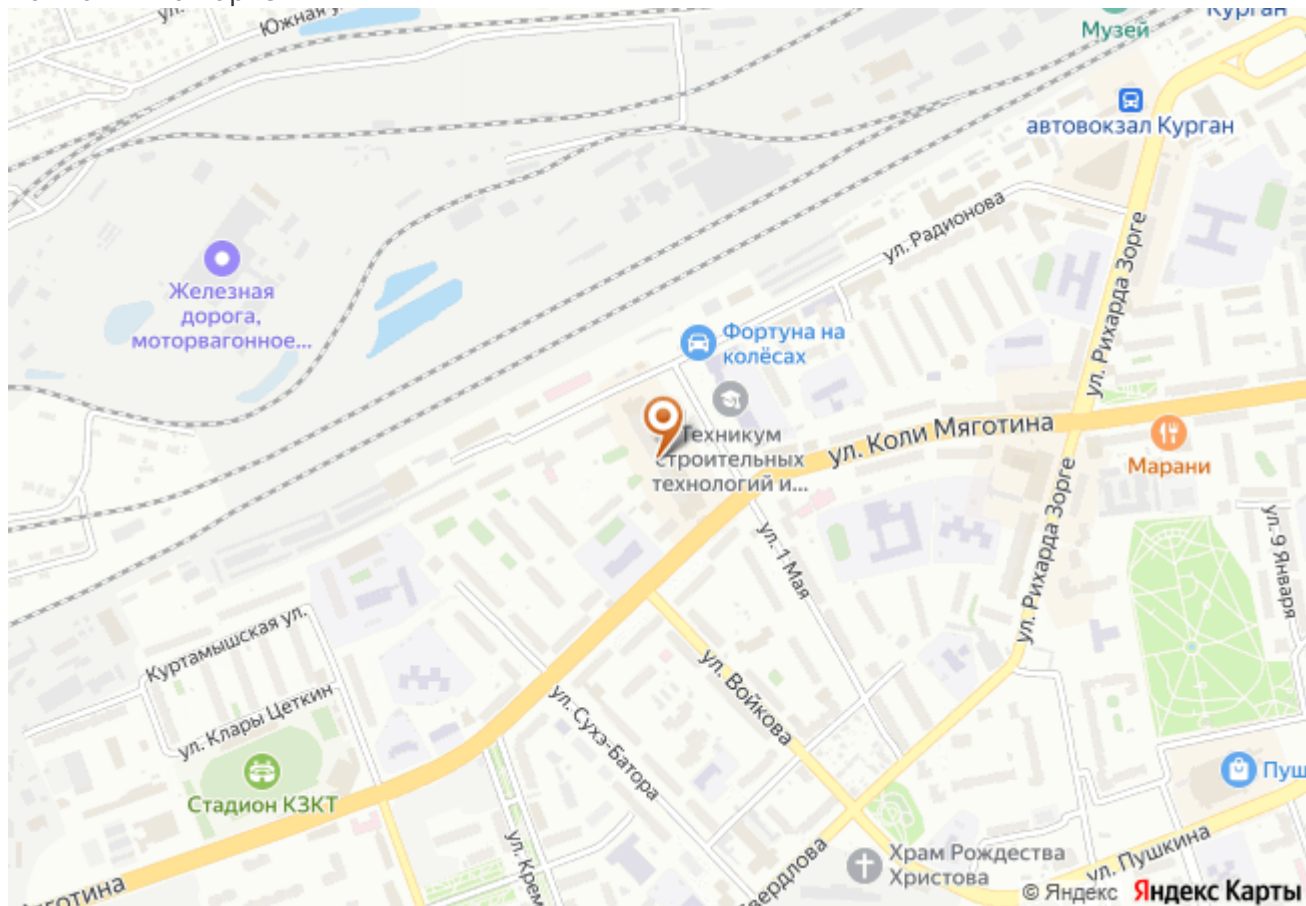 Южная у
ул.
Курган
Музей
автовокзал Курган
ул. Радионова
ул. Рихарда Зорге
Железная
дорога,
моторвагонное...
Фортуна на
колёсах
Техникум
строительных
технологий и...
ул. Коли Мяготина
Марани
ул. 9 Января
ул. 1 Мая
ул. Рихарда Зорге
Куртамышская ул.
ул. Клары Цеткин
ул. Войкова
ул. Сухэ-Батора
Стадион КЗКТ
Пуш
ул. Крем
вердлова
Храм Рождества
Христова
ул. Пушкина
яготина
© Яндекс Яндекс Карты